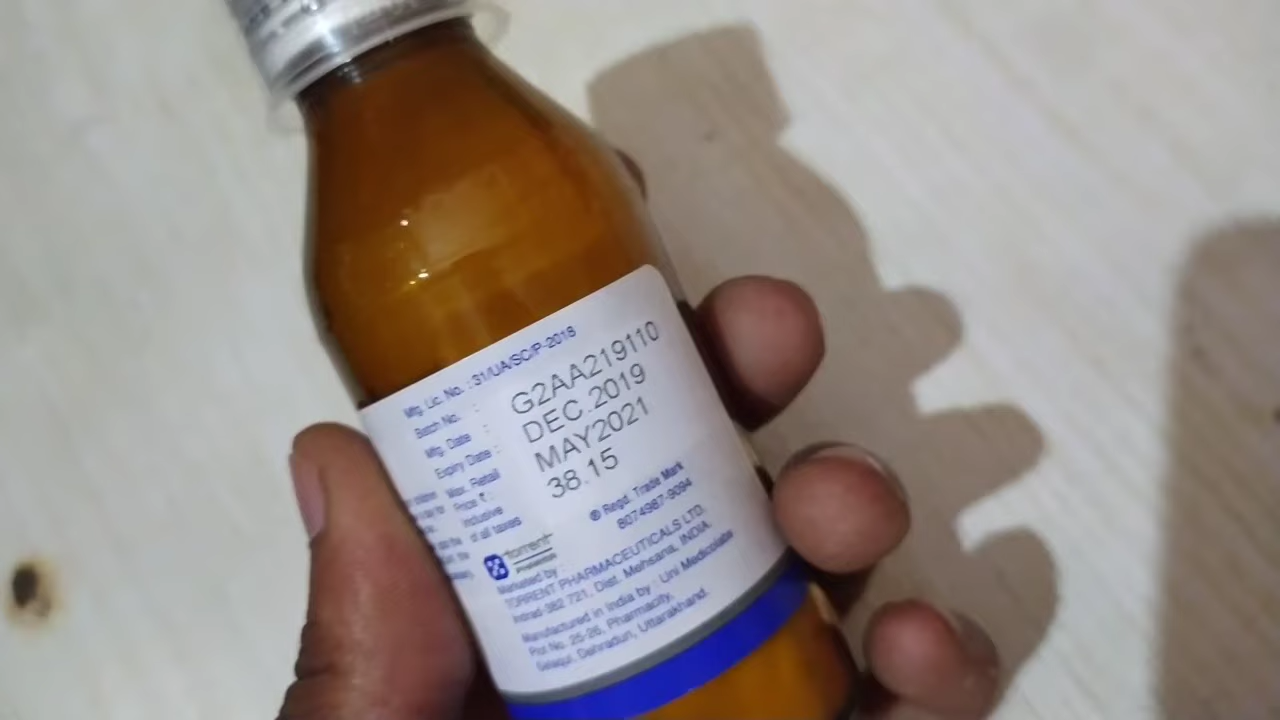 Mfg. Lic. No. : 31/UA/SC/P-2018
Batch No. : G2AA219110
Mfg. Date : DEC.2019
Expiry Date : MAY2021
Max. Retail 38.15
Price ₹:
Inclusive
of all taxes
® Regd. Trade Mark
8074987-9094
torrent
PHARMA
Marketed by :
TORRENT PHARMACEUTICALS LTD.
Indrad-382 721, Dist. Mehsana, INDIA.
Manufactured in India by : Uni Medicolabs
Plot No. 25-26, Pharmacity,
Selaqui, Dehradun, Uttarakhand.